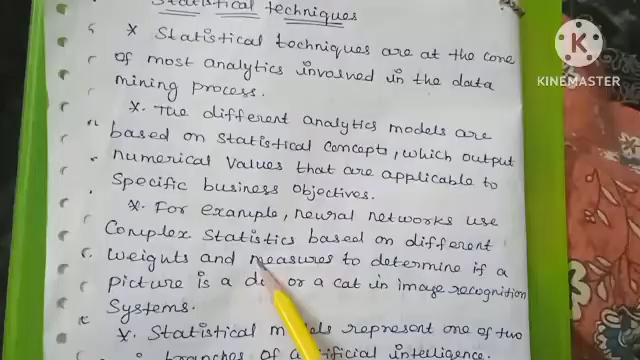 Statistical techniques
* Statistical techniques are at the core
of most analytics involved in the data
mining process.
*. The different analytics models are
based on statistical concepts, which output
numerical values that are applicable to
specific business objectives.
*. For example, neural networks use
complex statistics based on different
weights and measures to determine if a
picture is a or a cat in image recognition
systems.
*. Statistical models represent one of two
branches of artificial intelligence.
K
KINEMASTER